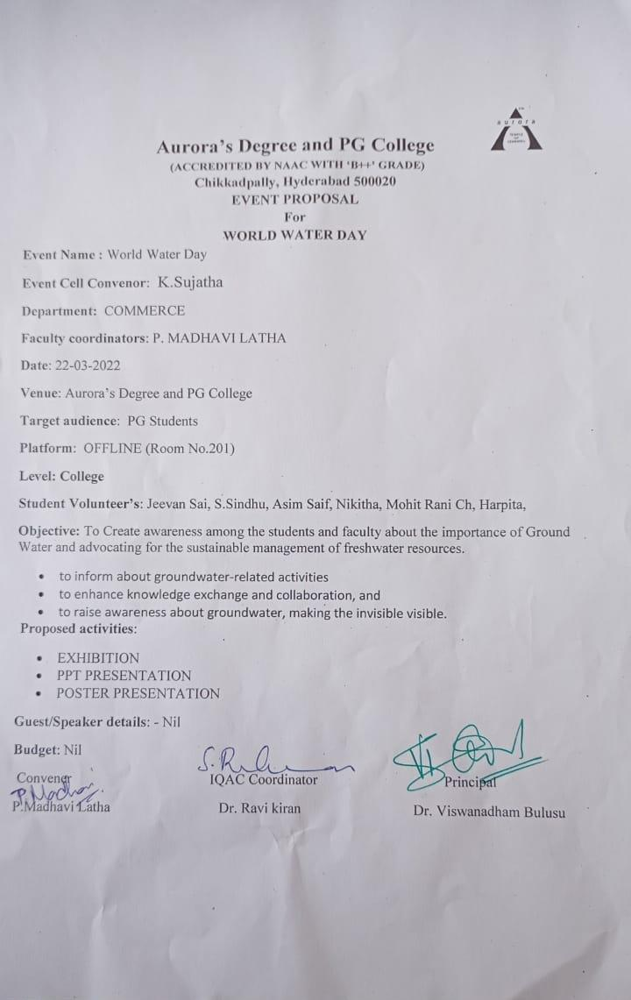 aurora
TEMPLE
OF
LEARNING
Aurora's Degree and PG College
(ACCREDITED BY NAAC WITH 'B++' GRADE)
Chikkadpally, Hyderabad 500020
EVENT PROPOSAL
For
WORLD WATER DAY
Event Name : World Water Day
Event Cell Convenor: K.Sujatha
Department: COMMERCE
Faculty coordinators: P. MADHAVI LATHA
Date: 22-03-2022
Venue: Aurora's Degree and PG College
Target audience: PG Students
Platform: OFFLINE (Room No.201)
Level: College
Student Volunteer's: Jeevan Sai, S.Sindhu, Asim Saif, Nikitha, Mohit Rani Ch, Harpita,
Objective: To Create awareness among the students and faculty about the importance of Ground
Water and advocating for the sustainable management of freshwater resources.
• to inform about groundwater-related activities
• to enhance knowledge exchange and collaboration, and
• to raise awareness about groundwater, making the invisible visible.
Proposed activities:
• EXHIBITION
• PPT PRESENTATION
• POSTER PRESENTATION
Guest/Speaker details: - Nil
Budget: Nil
Convener
IQAC Coordinator
Principal
P.Madhavi Latha
Dr. Ravi kiran
Dr. Viswanadham Bulusu